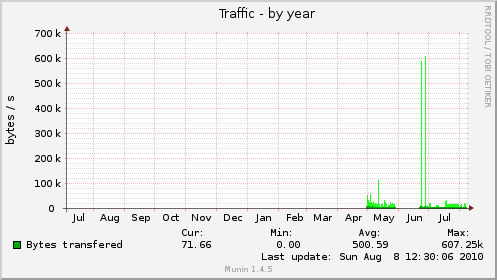 Traffic - by year
RRDTOOL / TOBI OETIKER
bytes / s
700 k
600 k
500 k
400 k
300 k
200 k
100 k
0
Jul Aug Sep Oct Nov Dec Jan Feb Mar Apr May Jun Jul
Cur: Min: Avg: Max:
Bytes transfered 71.66 0.00 500.59 607.25k
Last update: Sun Aug 8 12:30:06 2010
Munin 1.4.5